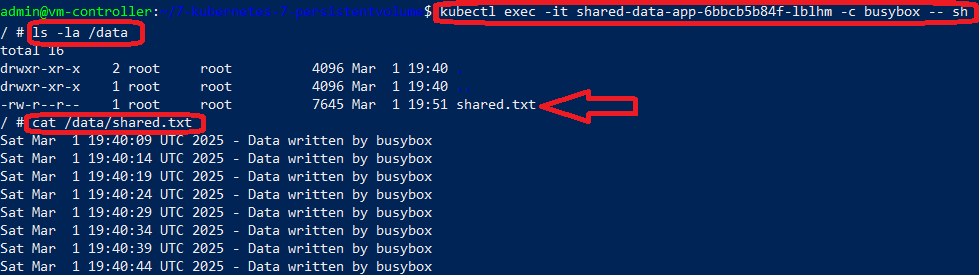 admin@vm-controller:~/7-kubernetes-7-persistentvolume$ kubectl exec -it shared-data-app-6bbcb5b84f-lblhm -c busybox -- sh
/ # ls -la /data
total 16
drwxr-xr-x 2 root root 4096 Mar 1 19:40 .
drwxr-xr-x 1 root root 4096 Mar 1 19:40 ..
-rw-r--r-- 1 root root 7645 Mar 1 19:51 shared.txt
/ # cat /data/shared.txt
Sat Mar 1 19:40:09 UTC 2025 - Data written by busybox
Sat Mar 1 19:40:14 UTC 2025 - Data written by busybox
Sat Mar 1 19:40:19 UTC 2025 - Data written by busybox
Sat Mar 1 19:40:24 UTC 2025 - Data written by busybox
Sat Mar 1 19:40:29 UTC 2025 - Data written by busybox
Sat Mar 1 19:40:34 UTC 2025 - Data written by busybox
Sat Mar 1 19:40:39 UTC 2025 - Data written by busybox
Sat Mar 1 19:40:44 UTC 2025 - Data written by busybox